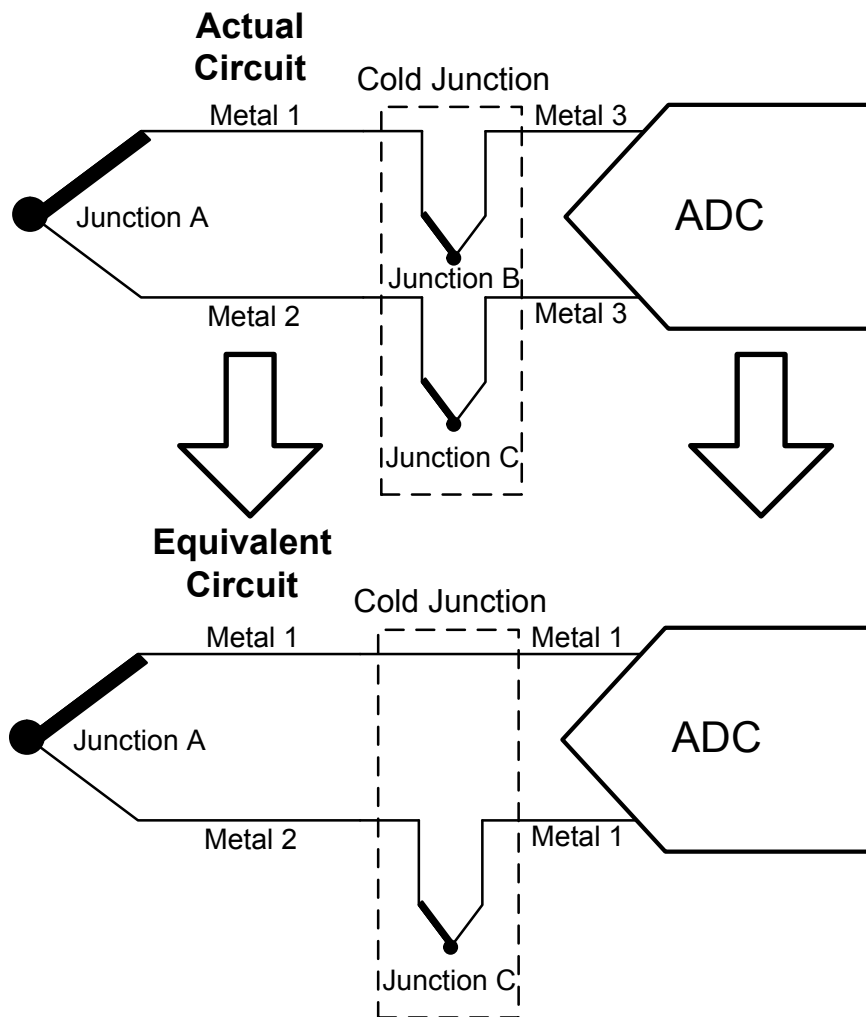 Actual
Circuit
Cold Junction
Metal 1
Metal 3
Junction A
ADC
Junction B
Metal 2
Metal 3
Junction C
Equivalent
Circuit
Cold Junction
Metal 1
Metal 1
Junction A
ADC
Metal 2
Metal 1
Junction C